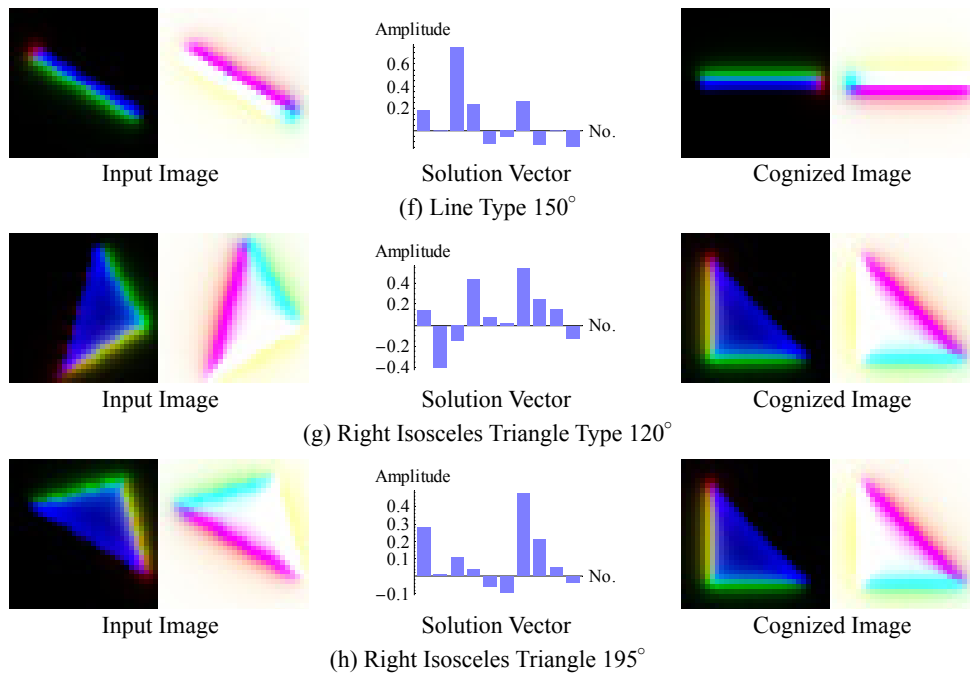 Amplitude
0.6
0.4
0.2
No.
Input Image Solution Vector Cognized Image
(f) Line Type 150°
Amplitude
0.4
0.2
No.
−0.2
−0.4
Input Image Solution Vector Cognized Image
(g) Right Isosceles Triangle Type 120°
Amplitude
0.4
0.3
0.2
0.1
No.
−0.1
Input Image Solution Vector Cognized Image
(h) Right Isosceles Triangle 195°